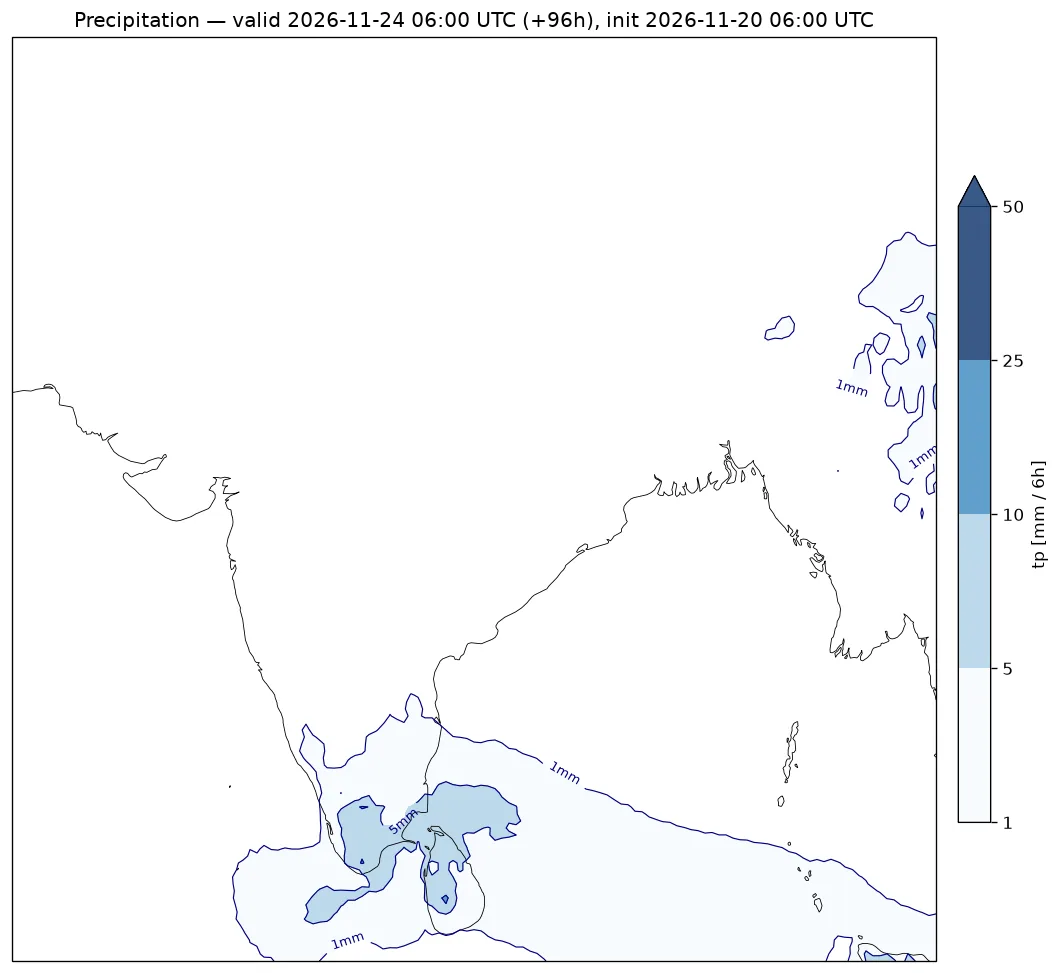 Precipitation — valid 2026-11-24 06:00 UTC (+96h), init 2026-11-20 06:00 UTC
50
25
10
5
1
tp [mm / 6h]
1mm
1mm
1mm
5mm
1mm